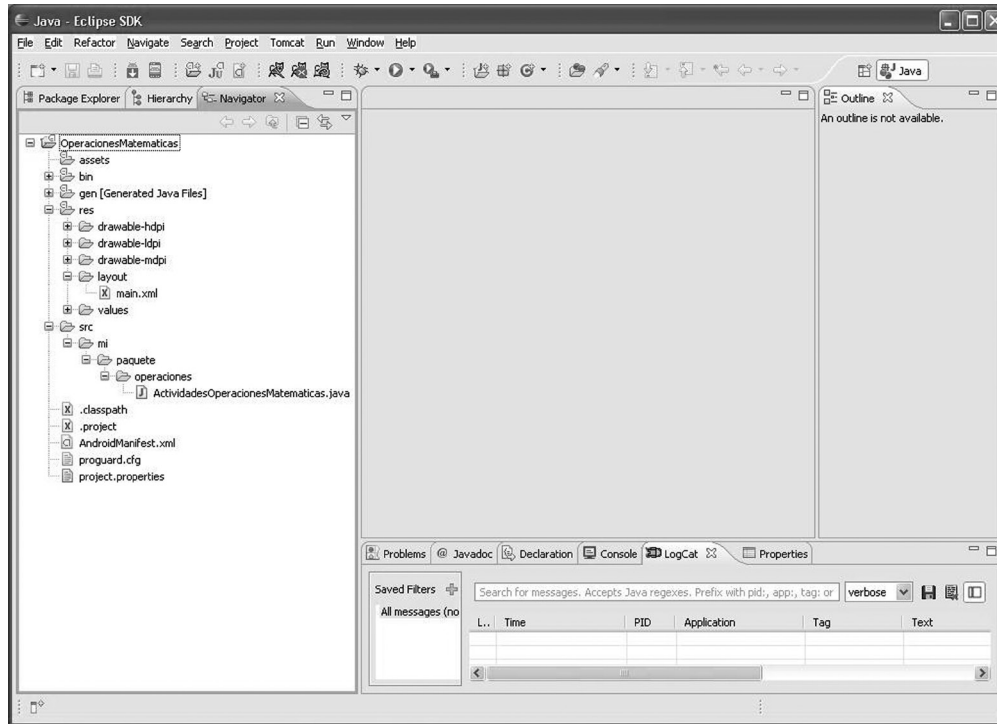 Java - Eclipse SDK
File Edit Refactor Navigate Search Project Tomcat Run Window Help
Java
Package Explorer Hierarchy Navigator
OperacionesMatematicas
assets
bin
gen [Generated Java Files]
res
drawable-hdpi
drawable-ldpi
drawable-mdpi
layout
main.xml
values
src
mi
paquete
operaciones
ActividadesOperacionesMatematicas.java
.classpath
.project
AndroidManifest.xml
proguard.cfg
project.properties
Outline
An outline is not available.
Problems @ Javadoc Declaration Console LogCat Properties
Saved Filters
All messages (no
Search for messages. Accepts Java regexes. Prefix with pid:, app:, tag: or
verbose
L.. Time PID Application Tag Text